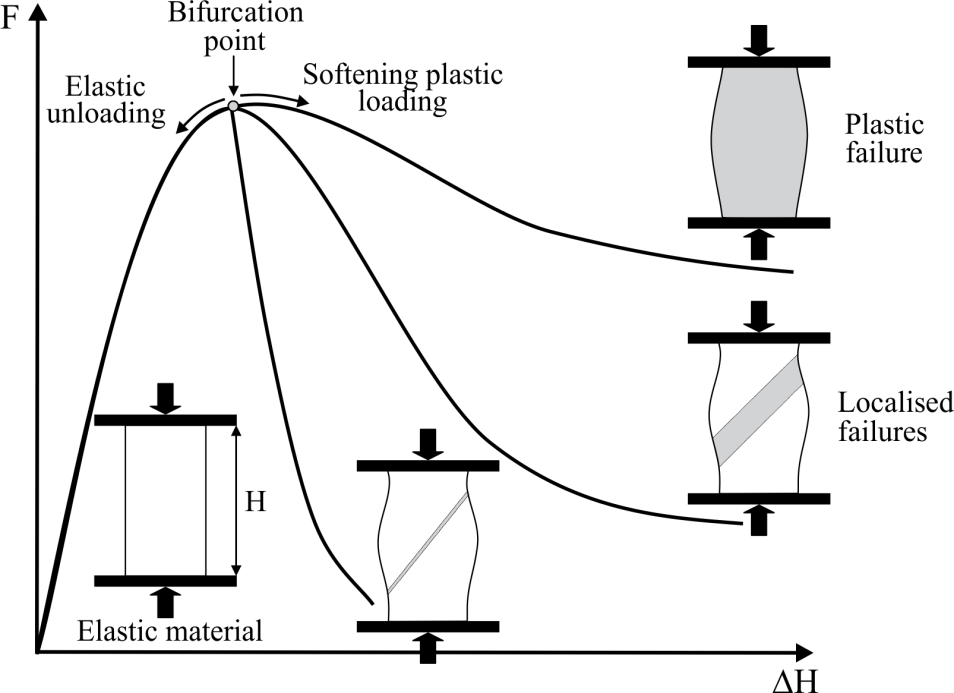 F
Bifurcation
point
Elastic
unloading
Softening plastic
loading
Plastic
failure
Localised
failures
H
Elastic material
ΔH